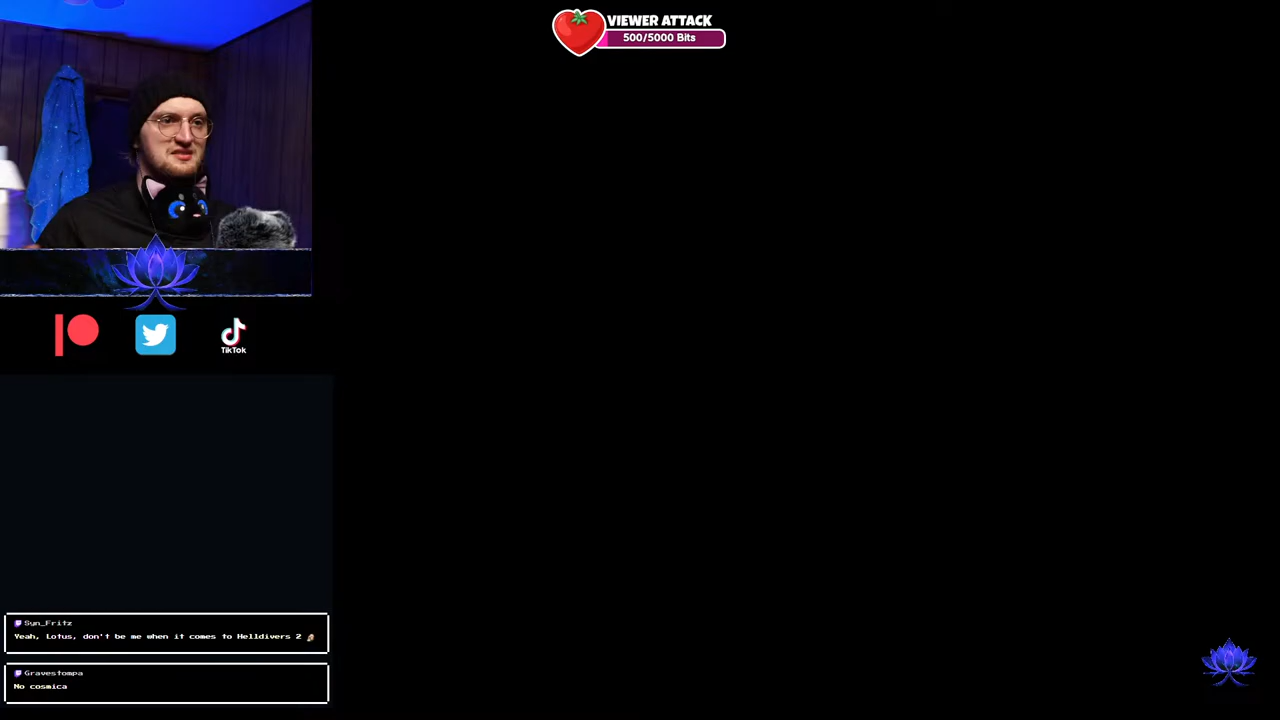 VIEWER ATTACK
500/5000 Bits
TikTok
Syn_Fritz
Yeah, Lotus, don't be me when it comes to Helldivers 2
Gravestompa
No cosmica